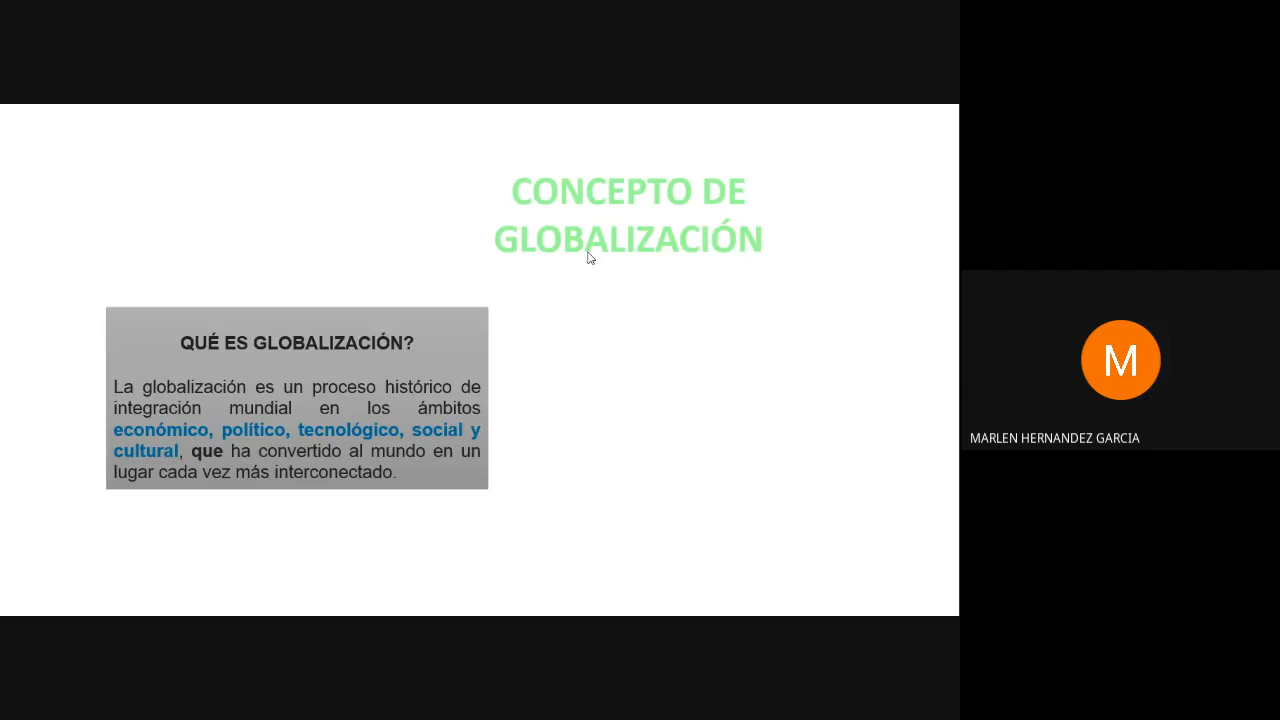 CONCEPTO DE
GLOBALIZACIÓN
QUÉ ES GLOBALIZACIÓN?
La globalización es un proceso histórico de
integración mundial en los ámbitos
económico, político, tecnológico, social y
cultural, que ha convertido al mundo en un
lugar cada vez más interconectado.
M
MARLEN HERNANDEZ GARCIA